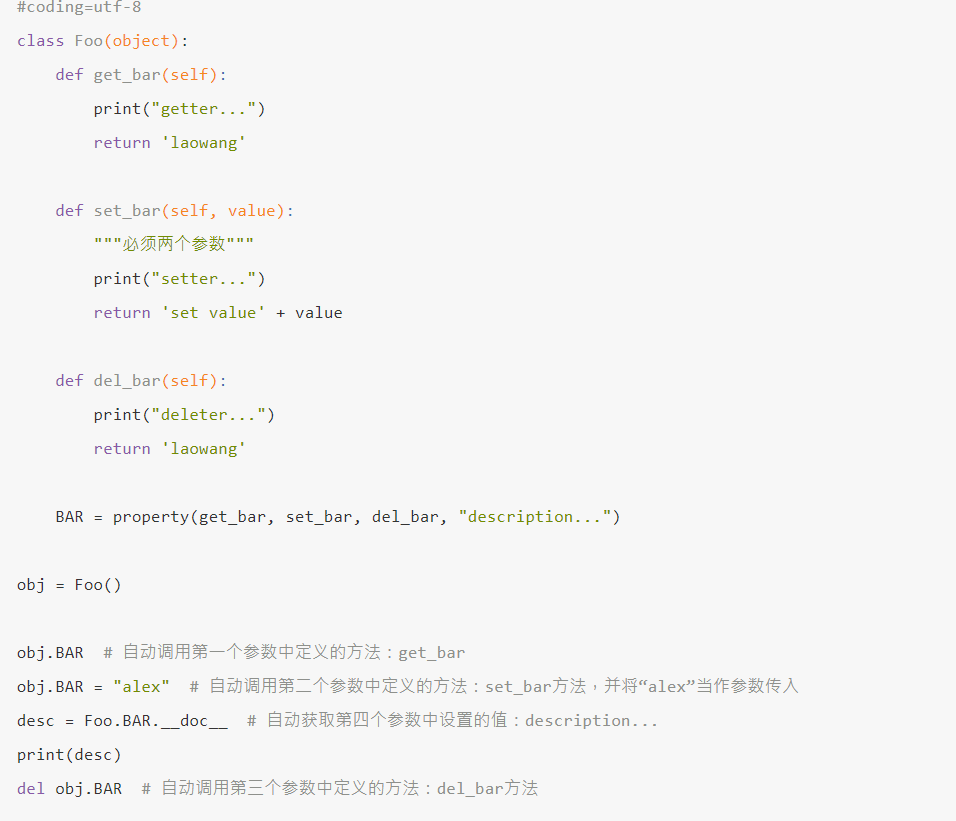 #coding=utf-8
class Foo(object):
    def get_bar(self):
        print("getter...")
        return 'laowang'

    def set_bar(self, value):
        """必须两个参数"""
        print("setter...")
        return 'set value' + value

    def del_bar(self):
        print("deleter...")
        return 'laowang'

    BAR = property(get_bar, set_bar, del_bar, "description...")

obj = Foo()

obj.BAR  # 自动调用第一个参数中定义的方法：get_bar
obj.BAR = "alex"  # 自动调用第二个参数中定义的方法：set_bar方法，并将“alex”当作参数传入
desc = Foo.BAR.__doc__  # 自动获取第四个参数中设置的值：description...
print(desc)
del obj.BAR  # 自动调用第三个参数中定义的方法：del_bar方法